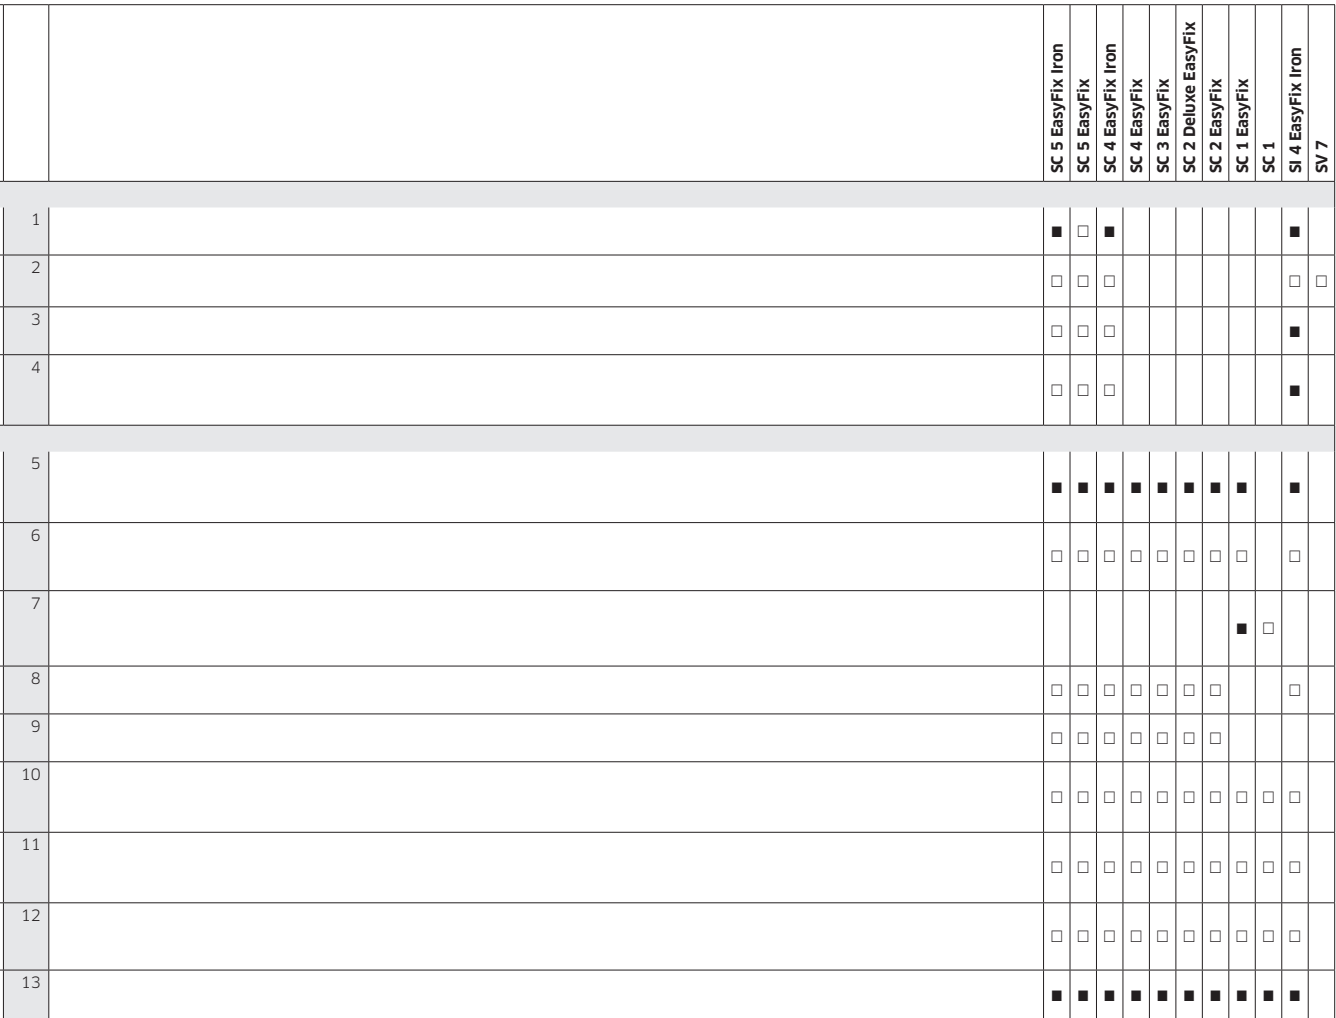 SC 5 EasyFix Iron
SC 5 EasyFix
SC 4 EasyFix Iron
SC 4 EasyFix
SC 3 EasyFix
SC 2 Deluxe EasyFix
SC 2 EasyFix
SC 1 EasyFix
SC 1
SI 4 EasyFix Iron
SV 7
1 ■ □ ■ ■
2 □ □ □ □ □
3 □ □ □ ■
4 □ □ □ ■
5 ■ ■ ■ ■ ■ ■ ■ ■ ■
6 □ □ □ □ □ □ □ □ □
7 ■ □
8 □ □ □ □ □ □ □ □
9 □ □ □ □ □ □ □
10 □ □ □ □ □ □ □ □ □ □
11 □ □ □ □ □ □ □ □ □ □
12 □ □ □ □ □ □ □ □ □ □
13 ■ ■ ■ ■ ■ ■ ■ ■ ■ ■